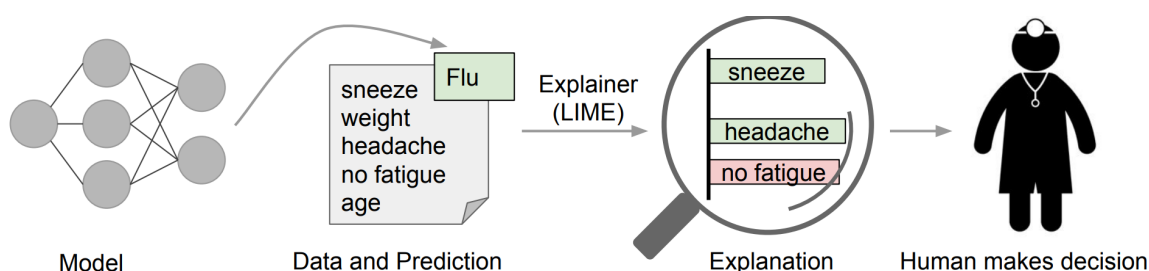 Flu
sneeze
weight
headache
no fatigue
age
Explainer
(LIME)
sneeze
headache
no fatigue
Model
Data and Prediction
Explanation
Human makes decision